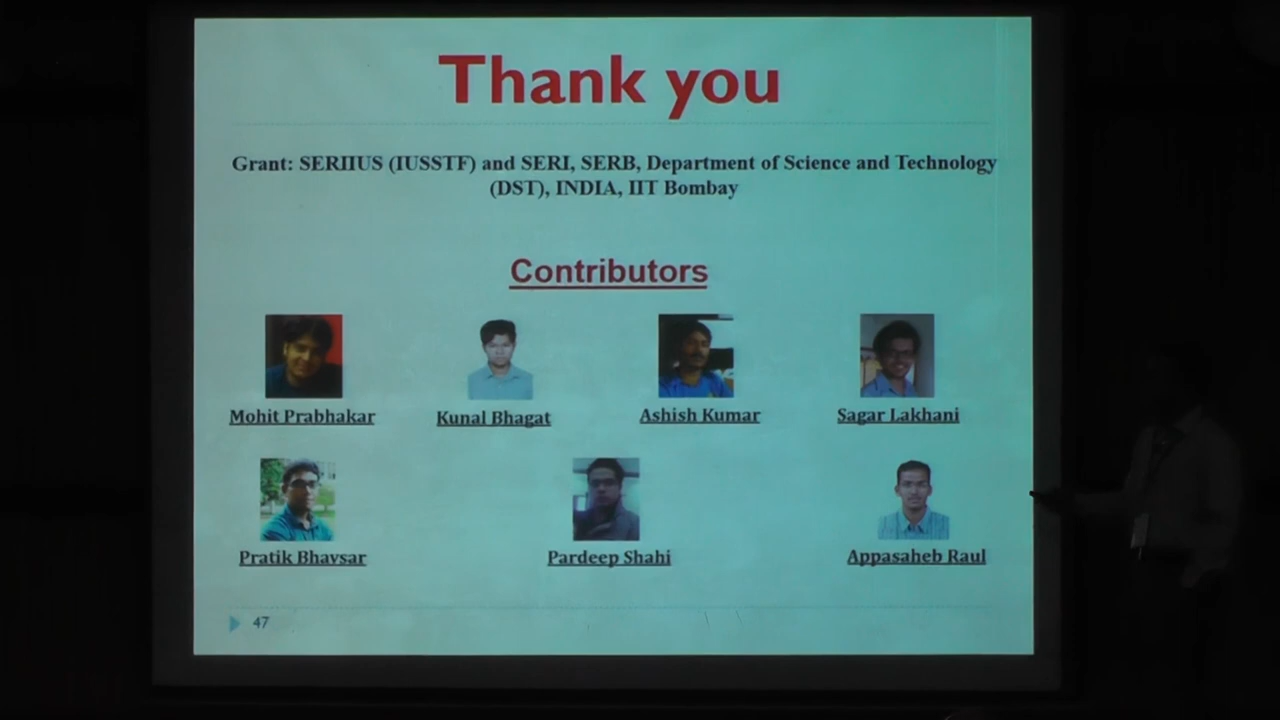 Thank you
Grant: SERIIUS (IUSSTF) and SERI, SERB, Department of Science and Technology
(DST), INDIA, IIT Bombay
Contributors
Mohit Prabhakar Kunal Bhagat Ashish Kumar Sagar Lakhani
Pratik Bhavsar Pardeep Shahi Appasaheb Raul
47